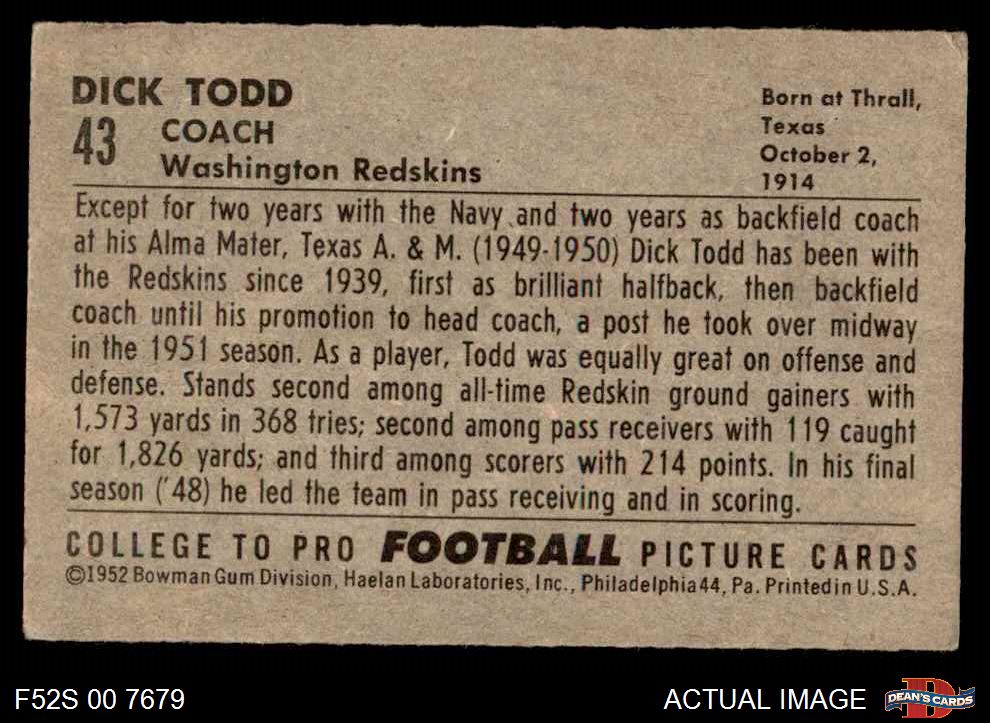 DICK TODD
43 COACH
Washington Redskins
Born at Thrall,
Texas
October 2,
1914
Except for two years with the Navy and two years as backfield coach
at his Alma Mater, Texas A. & M. (1949-1950) Dick Todd has been with
the Redskins since 1939, first as brilliant halfback, then backfield
coach until his promotion to head coach, a post he took over midway
in the 1951 season. As a player, Todd was equally great on offense and
defense. Stands second among all-time Redskin ground gainers with
1,573 yards in 368 tries; second among pass receivers with 119 caught
for 1,826 yards; and third among scorers with 214 points. In his final
season ('48) he led the team in pass receiving and in scoring.
COLLEGE TO PRO FOOTBALL PICTURE CARDS
©1952 Bowman Gum Division, Haelan Laboratories, Inc., Philadelphia 44, Pa. Printed in U.S.A.
F52S 00 7679
ACTUAL IMAGE
DEAN'S CARDS